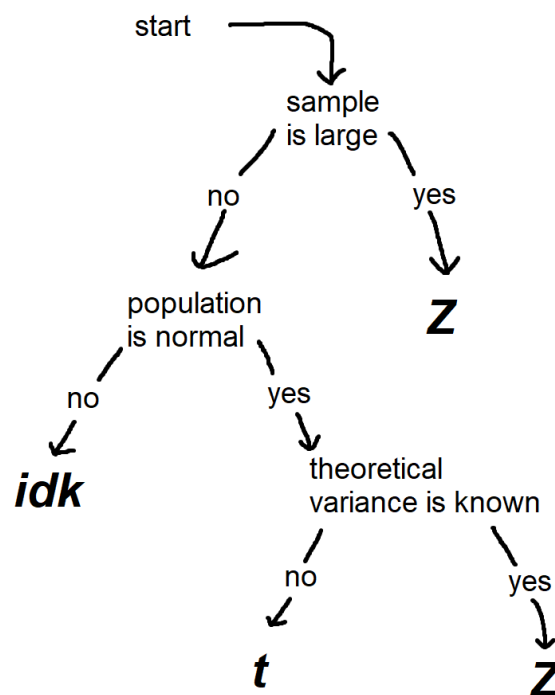 start
sample
is large
no
yes
population
is normal
Z
no
yes
idk
theoretical
variance is known
no
yes
t
Z